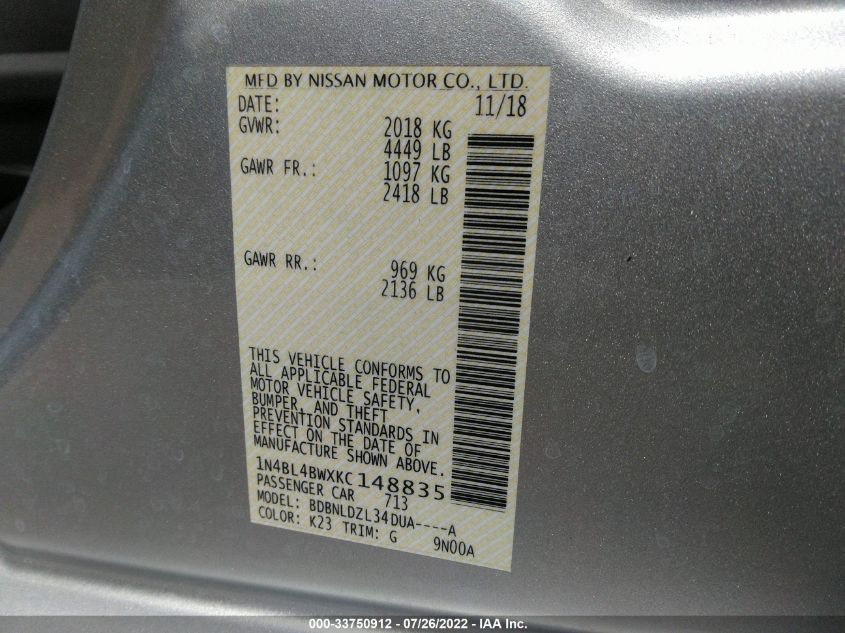 MFD BY NISSAN MOTOR CO., LTD.
DATE: 11/18
GVWR: 2018 KG
4449 LB
GAWR FR.: 1097 KG
2418 LB
GAWR RR.: 969 KG
2136 LB
THIS VEHICLE CONFORMS TO
ALL APPLICABLE FEDERAL
MOTOR VEHICLE SAFETY,
BUMPER, AND THEFT
PREVENTION STANDARDS IN
EFFECT ON THE DATE OF
MANUFACTURE SHOWN ABOVE.
1N4BL4BWXKC148835
PASSENGER CAR 713
MODEL: BDBNLDZL34DUA----A
COLOR: K23 TRIM: G 9N00A
000-33750912 - 07/26/2022 - IAA Inc.